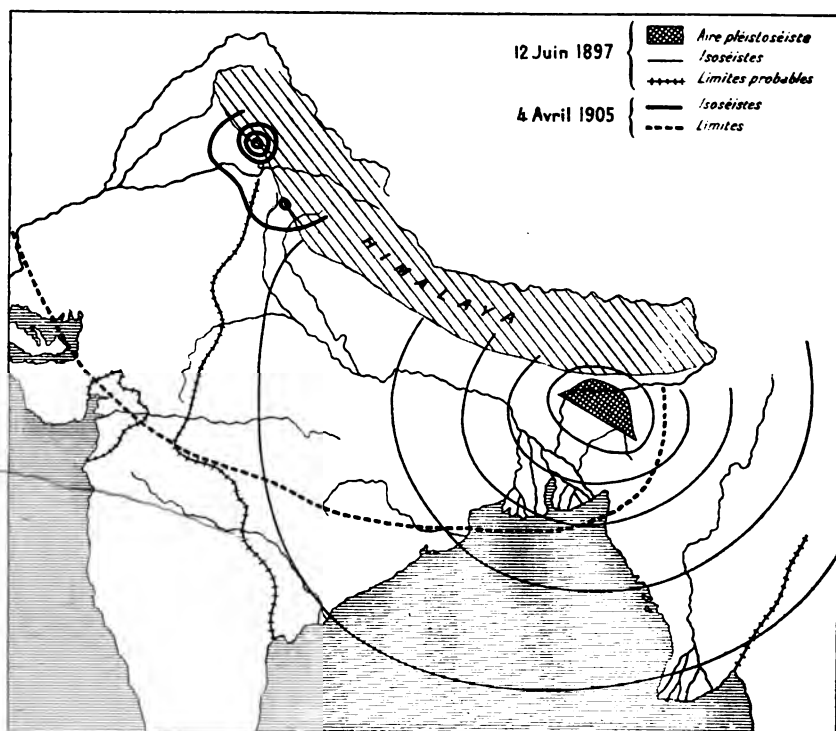 12 Juin 1897
Aire pléistoséiste
Isoséistes
Limites probables
4 Avril 1905
Isoséistes
Limites
HIMALAYA